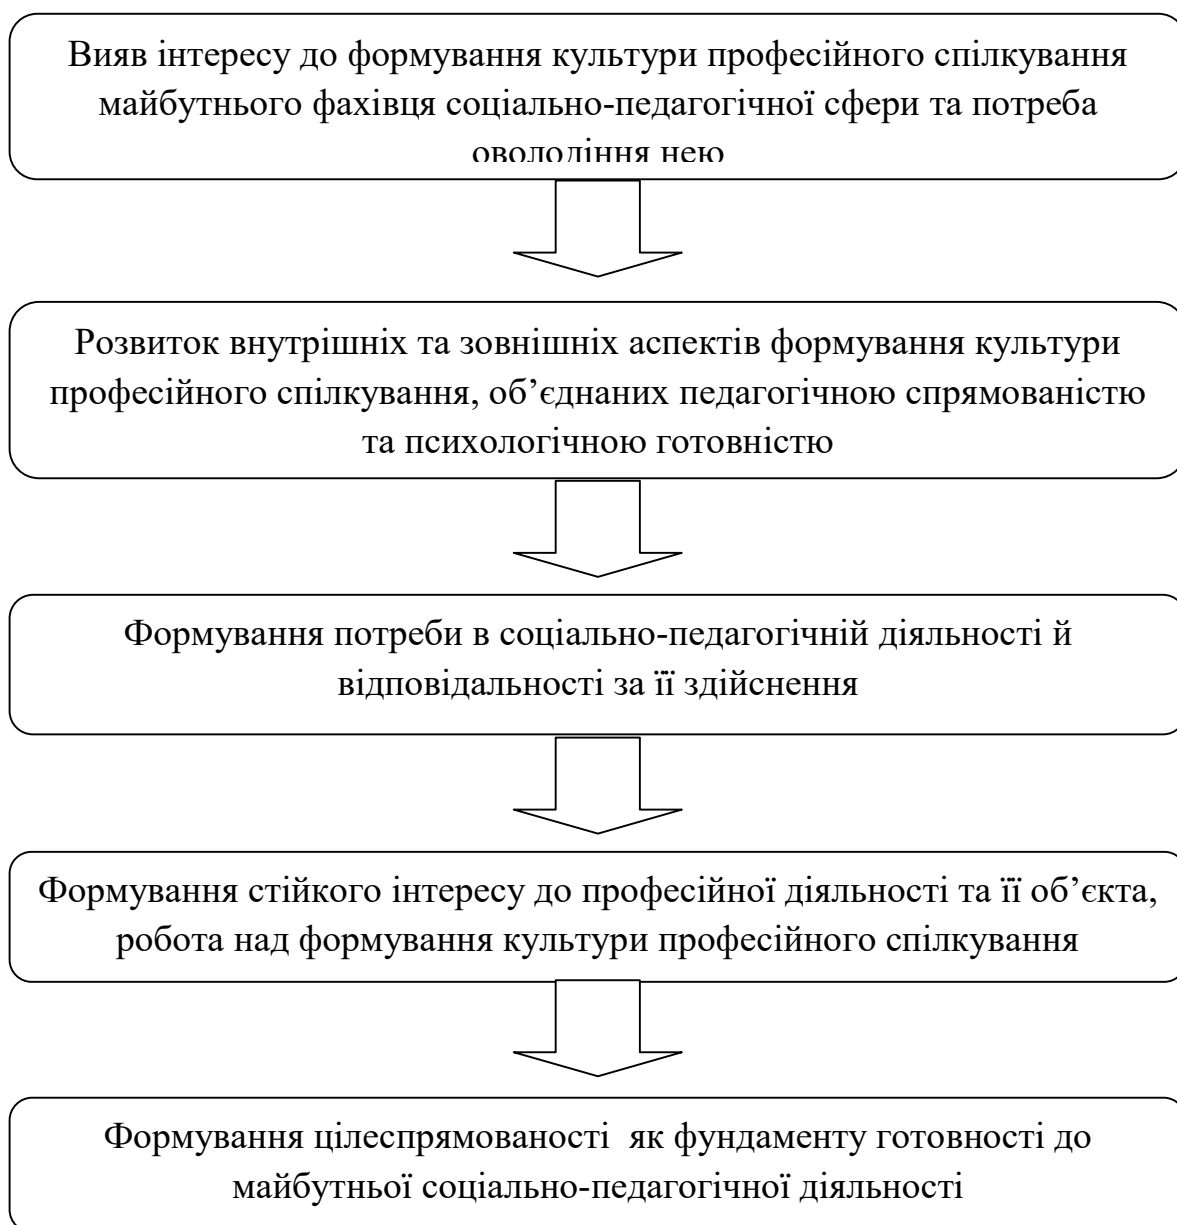 Вияв інтересу до формування культури професійного спілкування
майбутнього фахівця соціально-педагогічної сфери та потреба
оволодіння нею
Розвиток внутрішніх та зовнішніх аспектів формування культури
професійного спілкування, об’єднаних педагогічною спрямованістю
та психологічною готовністю
Формування потреби в соціально-педагогічній діяльності й
відповідальності за її здійснення
Формування стійкого інтересу до професійної діяльності та її об’єкта,
робота над формування культури професійного спілкування
Формування цілеспрямованості  як фундаменту готовності до
майбутньої соціально-педагогічної діяльності